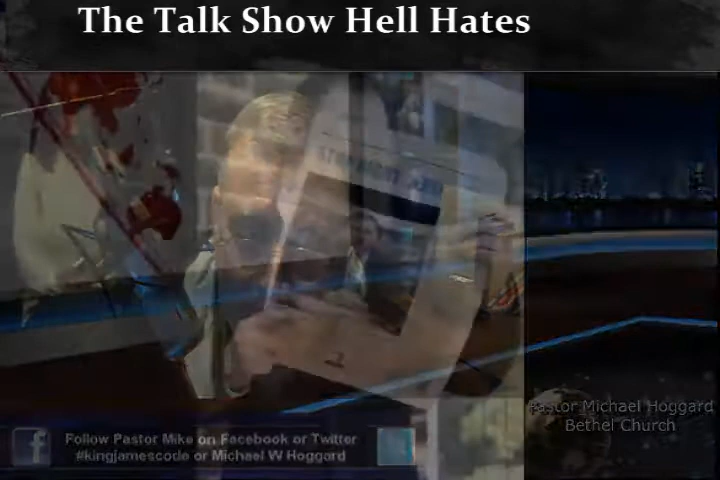 The Talk Show Hell Hates
Pastor Michael Hoggard
Bethel Church
Follow Pastor Mike on Facebook or Twitter
#kingjamescode or Michael W Hoggard